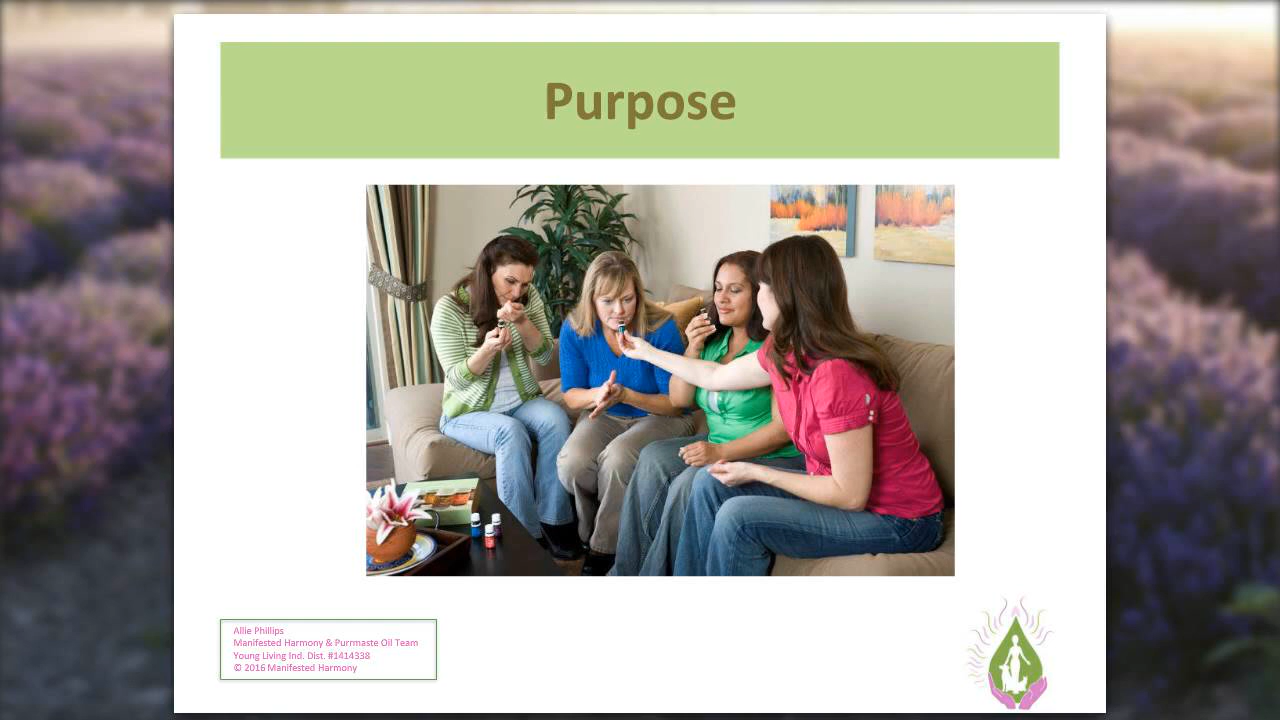 Purpose
Allie Phillips
Manifested Harmony & Purrmaste Oil Team
Young Living Ind. Dist. #1414338
© 2016 Manifested Harmony